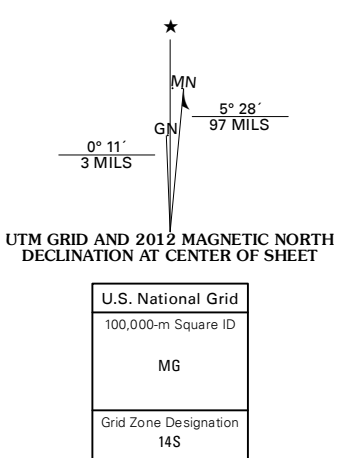 ★
MN
GN
5° 28´
97 MILS
0° 11´
3 MILS
UTM GRID AND 2012 MAGNETIC NORTH
DECLINATION AT CENTER OF SHEET
U.S. National Grid
100,000-m Square ID
MG
Grid Zone Designation
14S